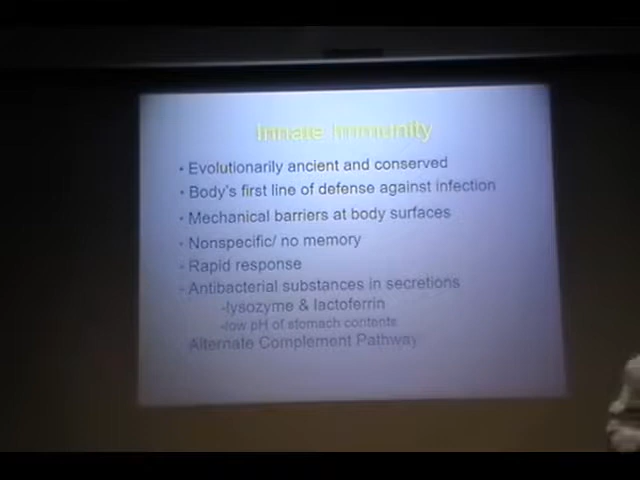 Innate Immunity
• Evolutionarily ancient and conserved
• Body's first line of defense against infection
• Mechanical barriers at body surfaces
• Nonspecific/ no memory
• Rapid response
• Antibacterial substances in secretions
-lysozyme & lactoferrin
-low pH of stomach contents
Alternate Complement Pathway